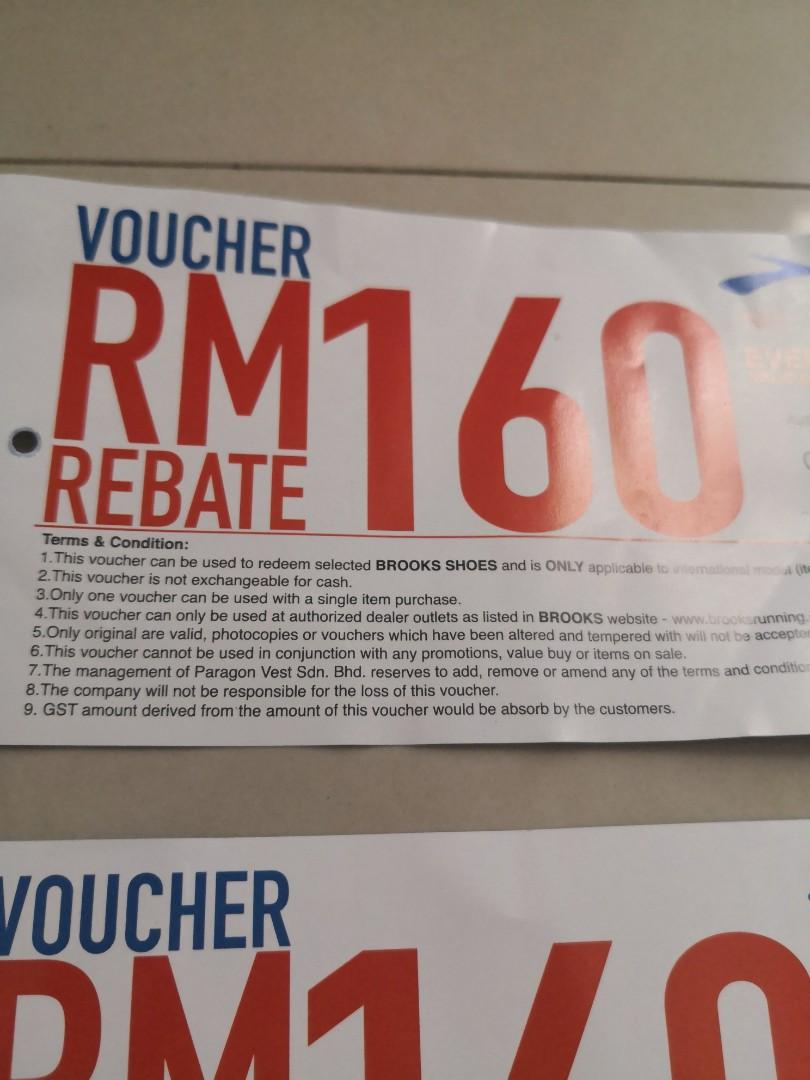 VOUCHER
RM160
REBATE
Terms & Condition:
1.This voucher can be used to redeem selected BROOKS SHOES and is ONLY applicable to international model
2.This voucher is not exchangeable for cash.
3.Only one voucher can be used with a single item purchase.
4.This voucher can only be used at authorized dealer outlets as listed in BROOKS website - www.brooksrunning.
5.Only original are valid, photocopies or vouchers which have been altered and tempered with will not be accepte
6.This voucher cannot be used in conjunction with any promotions, value buy or items on sale.
7.The management of Paragon Vest Sdn. Bhd. reserves to add, remove or amend any of the terms and conditio
8.The company will not be responsible for the loss of this voucher.
9. GST amount derived from the amount of this voucher would be absorb by the customers.
VOUCHER
RM160